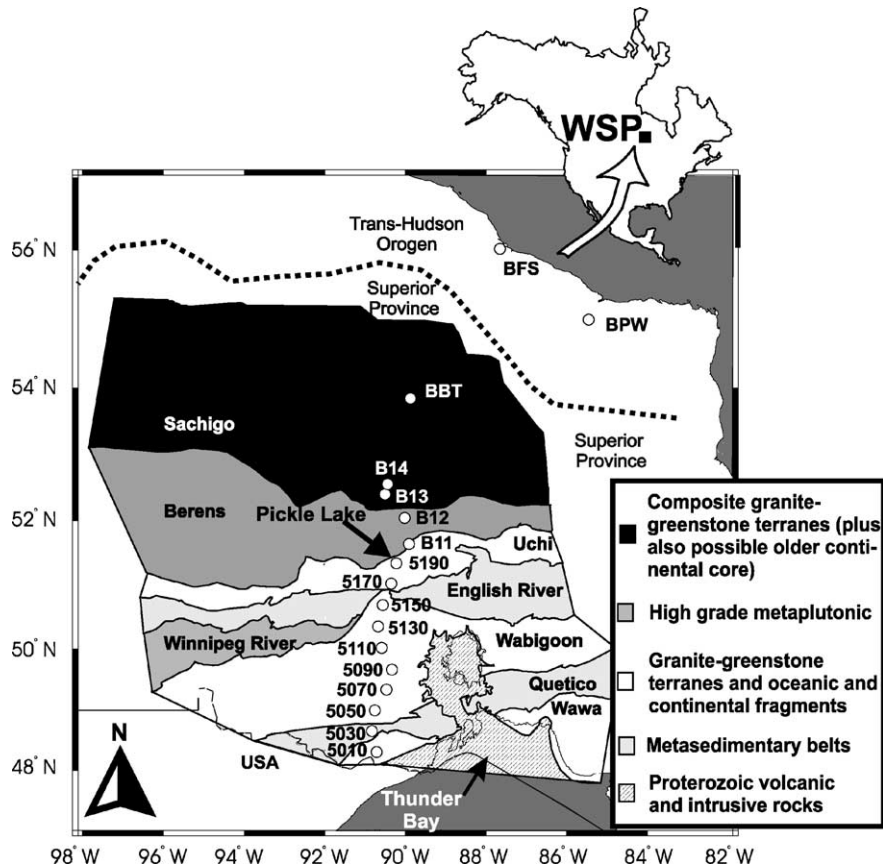 WSP
Trans-Hudson
Orogen
56° N
BFS
Superior
Province
BPW
54° N
BBT
Sachigo
Superior
Province
B14
B13
Berens
B12
52° N
Pickle Lake
B11
Uchi
5190
5170
English River
5150
5130
Winnipeg River
Wabigoon
50° N
5110
5090
Quetico
5070
Wawa
5050
5030
N
USA
5010
48° N
Thunder
Bay
98° W
96° W
94° W
92° W
90° W
88° W
86° W
84° W
82° W
Composite granite-
greenstone terranes (plus
also possible older conti-
nental core)
High grade metaplutonic
Granite-greenstone
terranes and oceanic and
continental fragments
Metasedimentary belts
Proterozoic volcanic
and intrusive rocks